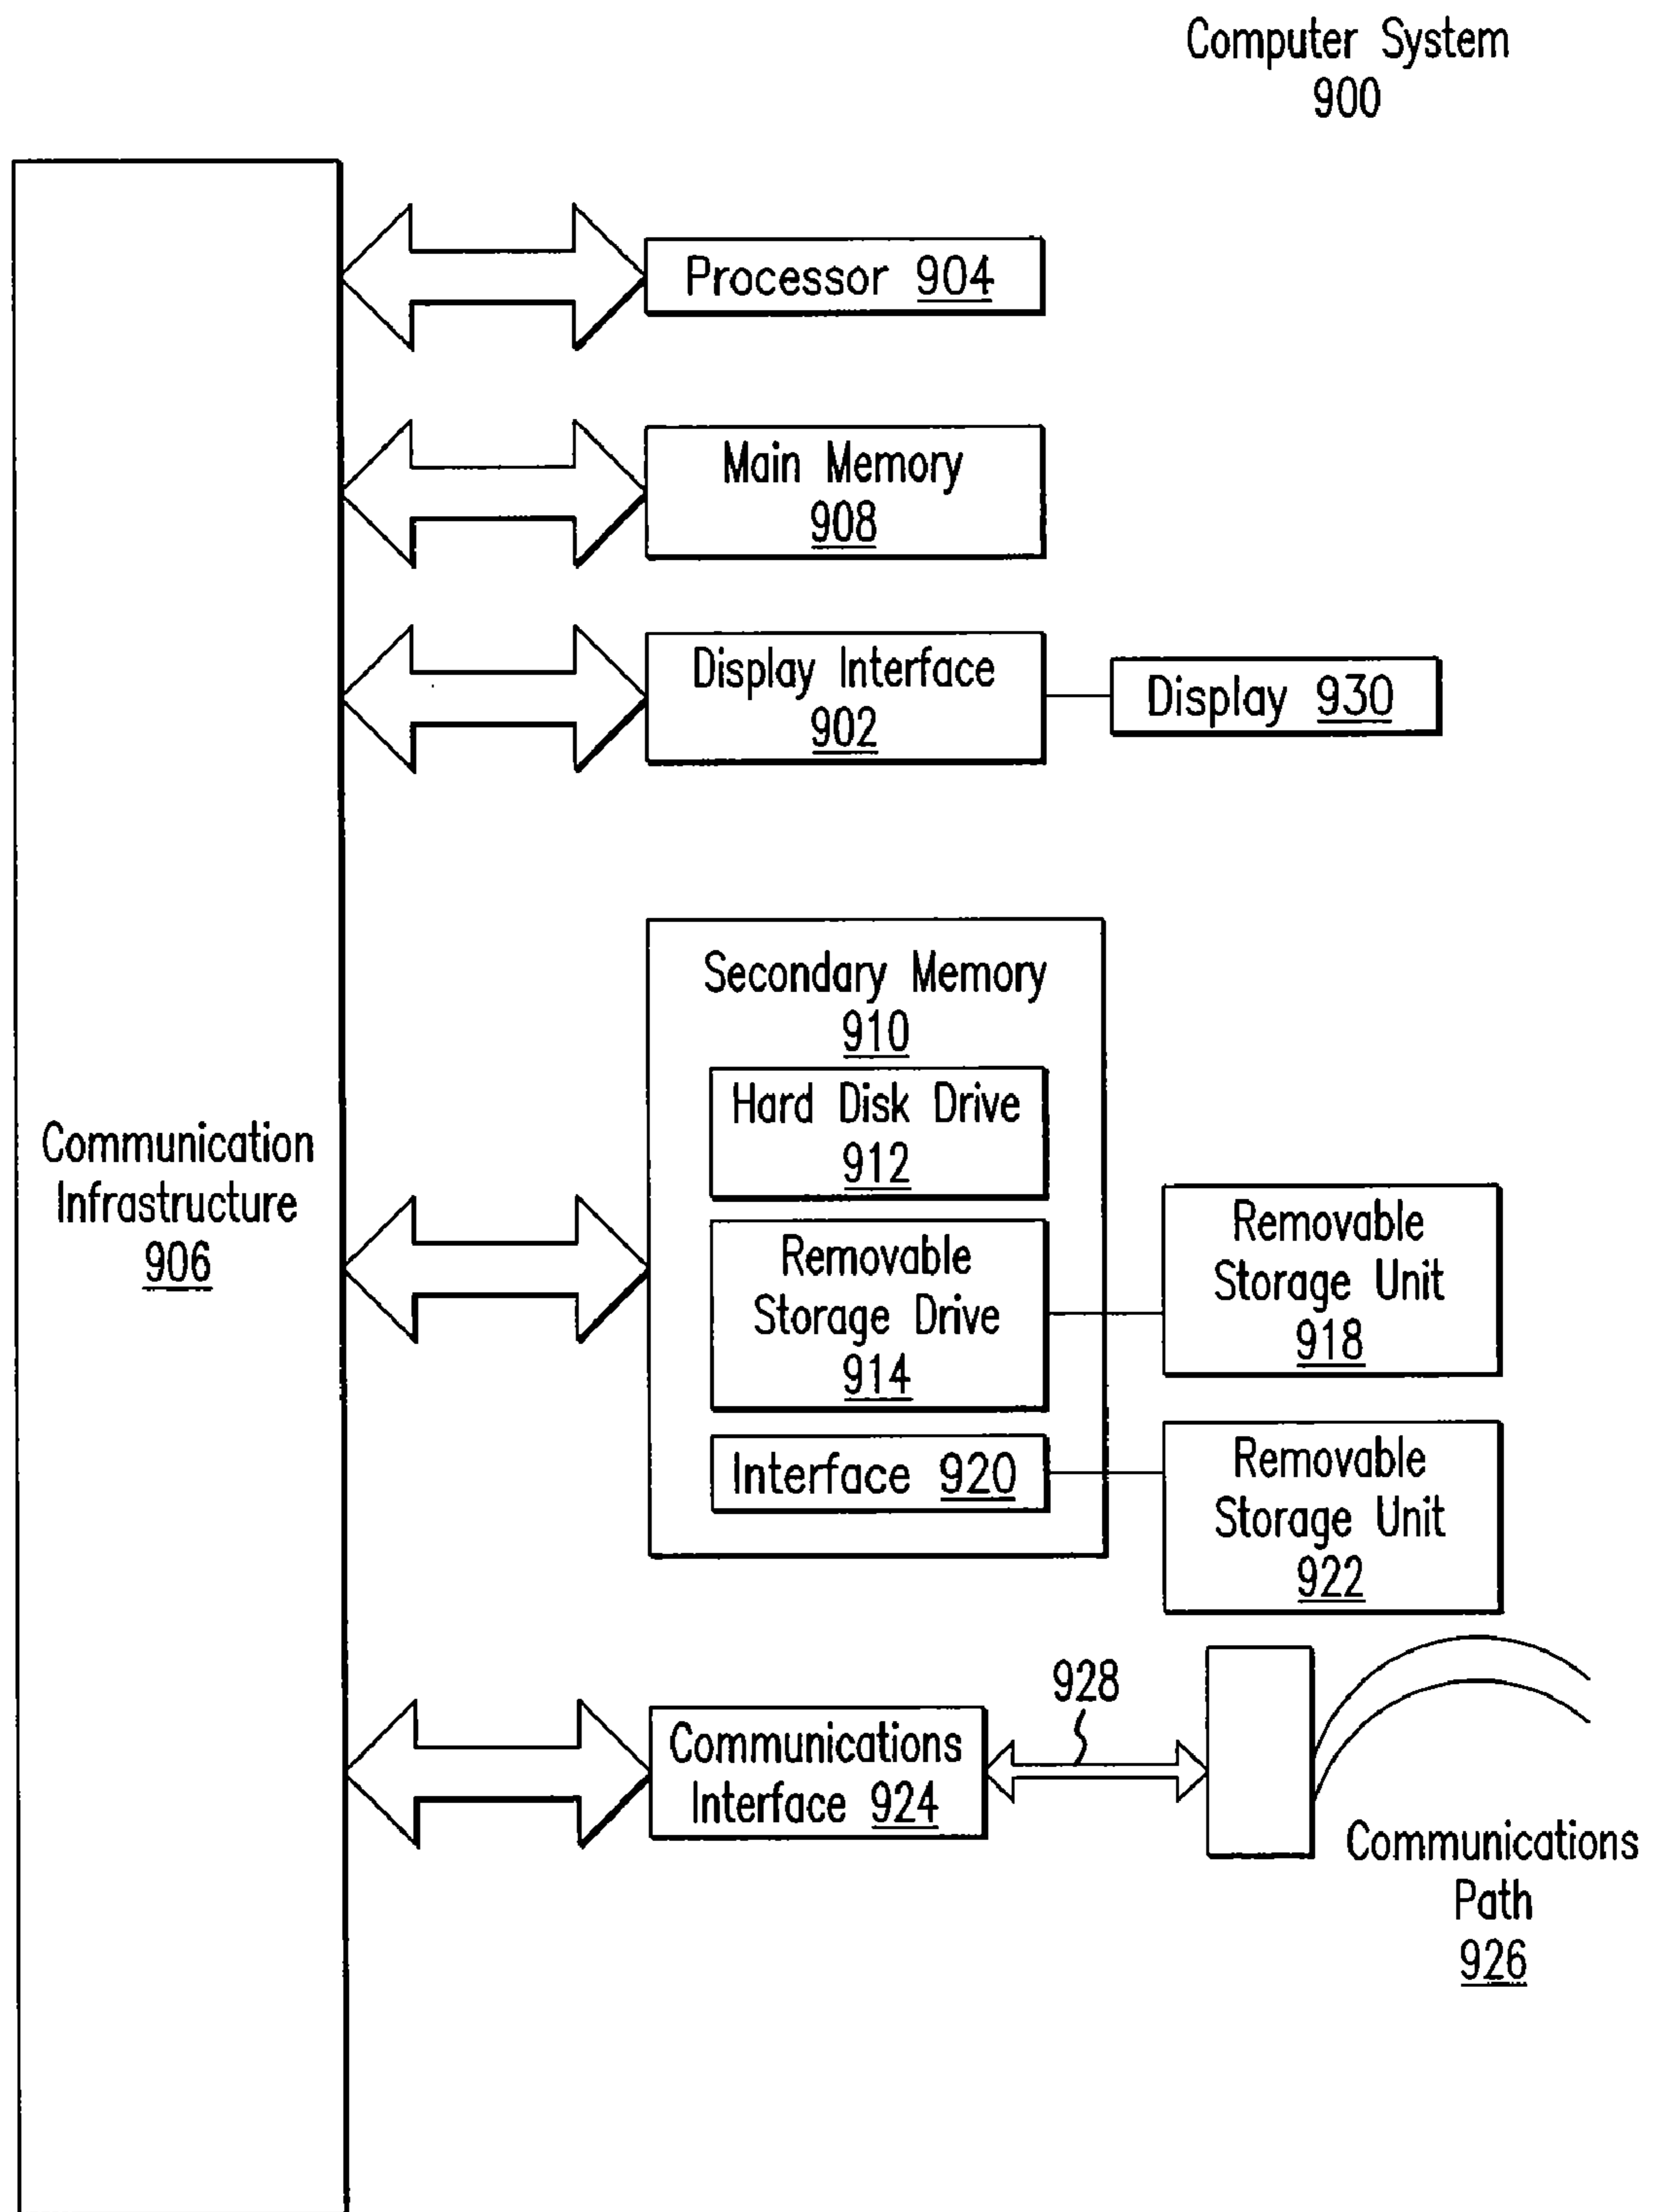 Computer System
900
Processor 904
Main Memory
908
Display Interface
902
Display 930
Secondary Memory
910
Hard Disk Drive
912
Communication
Infrastructure
906
Removable
Storage Drive
914
Removable
Storage Unit
918
Interface 920
Removable
Storage Unit
922
928
Communications
Interface 924
Communications
Path
926